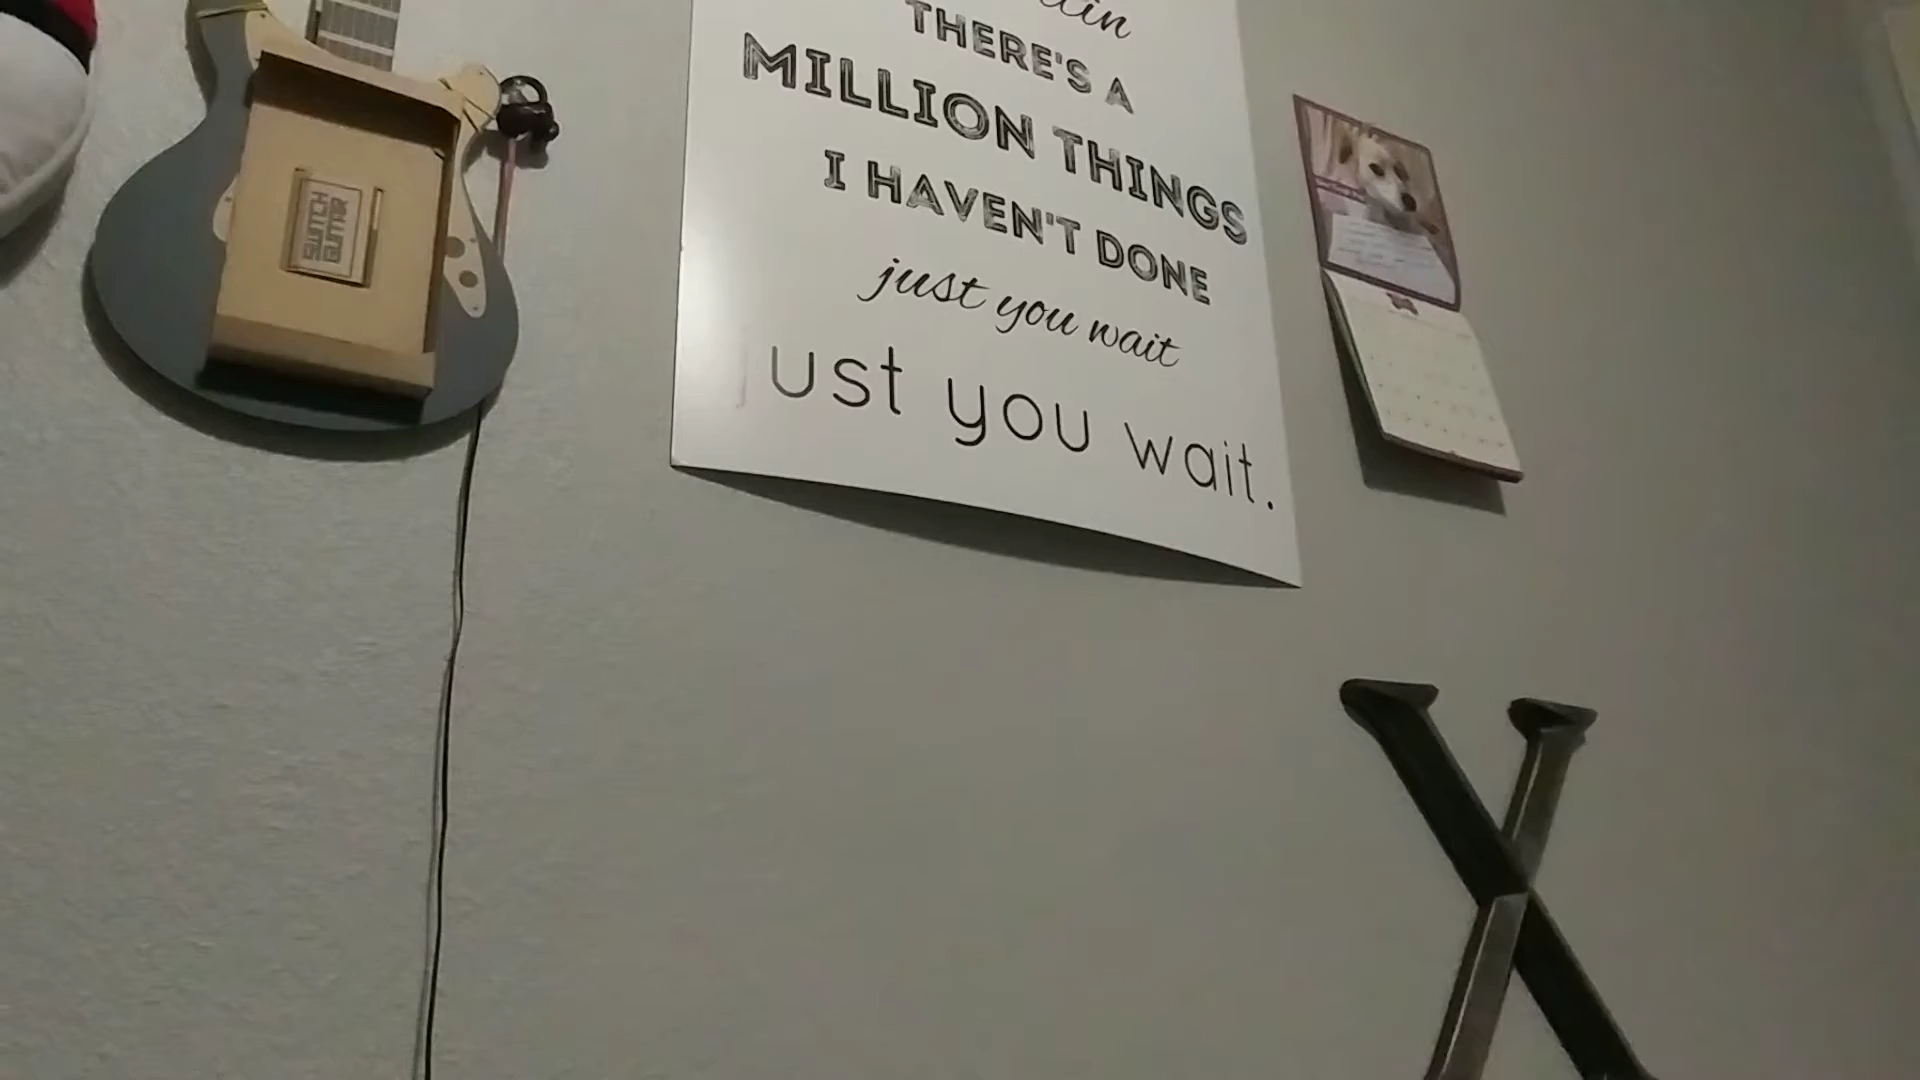 THERE'S A
MILLION THINGS
I HAVEN'T DONE
just you wait
ust you wait.
X